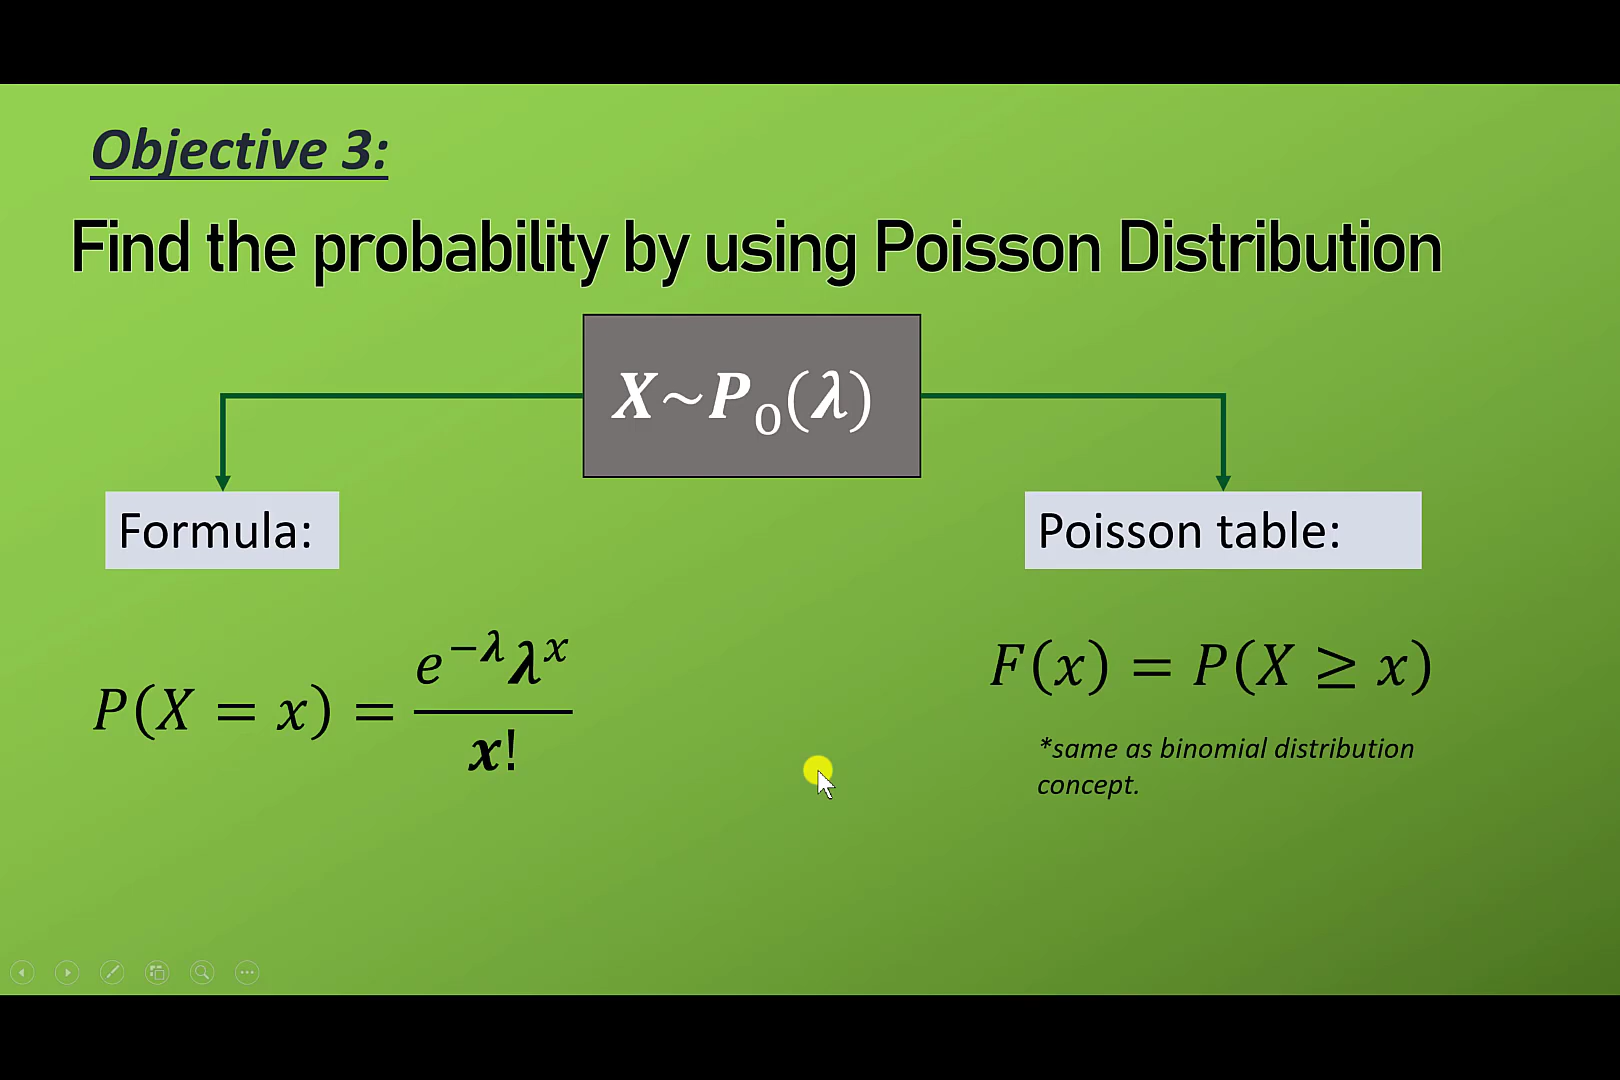 Objective 3:
Find the probability by using Poisson Distribution
X~P₀(λ)
Formula:
Poisson table:
P(X = x) = e^{−λ}λ^x / x!
F(x) = P(X ≥ x)
*same as binomial distribution
concept.